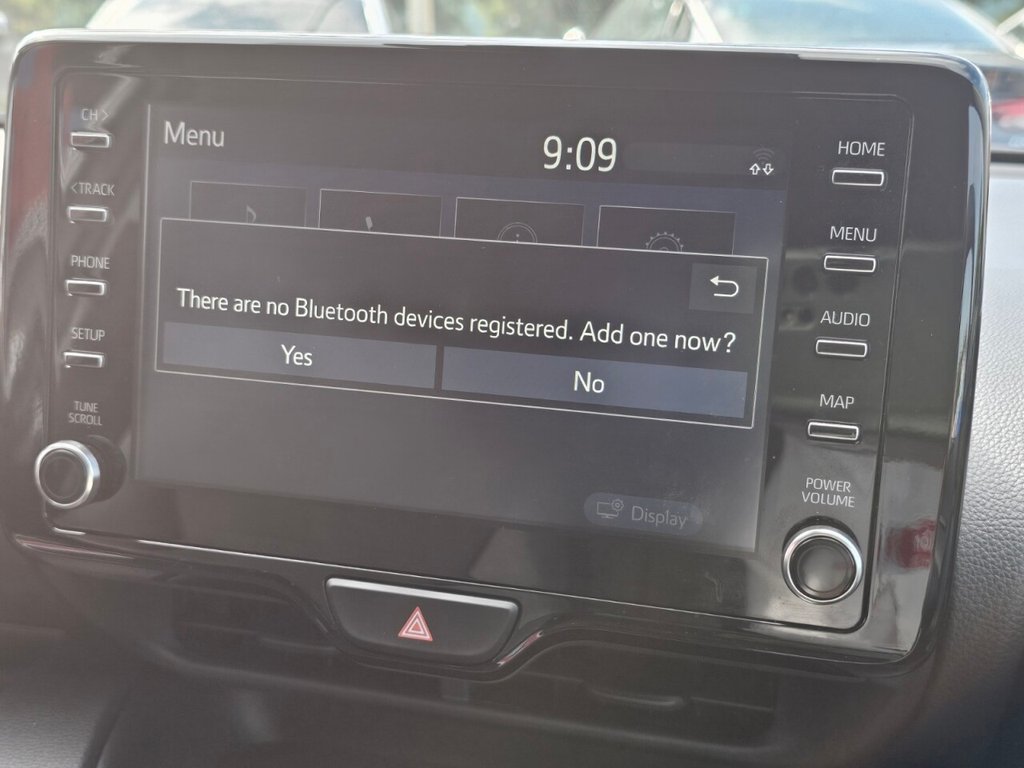 CH >
< TRACK
PHONE
SETUP
TUNE
SCROLL
Menu
9:09
There are no Bluetooth devices registered. Add one now?
Yes
No
Display
HOME
MENU
AUDIO
MAP
POWER
VOLUME